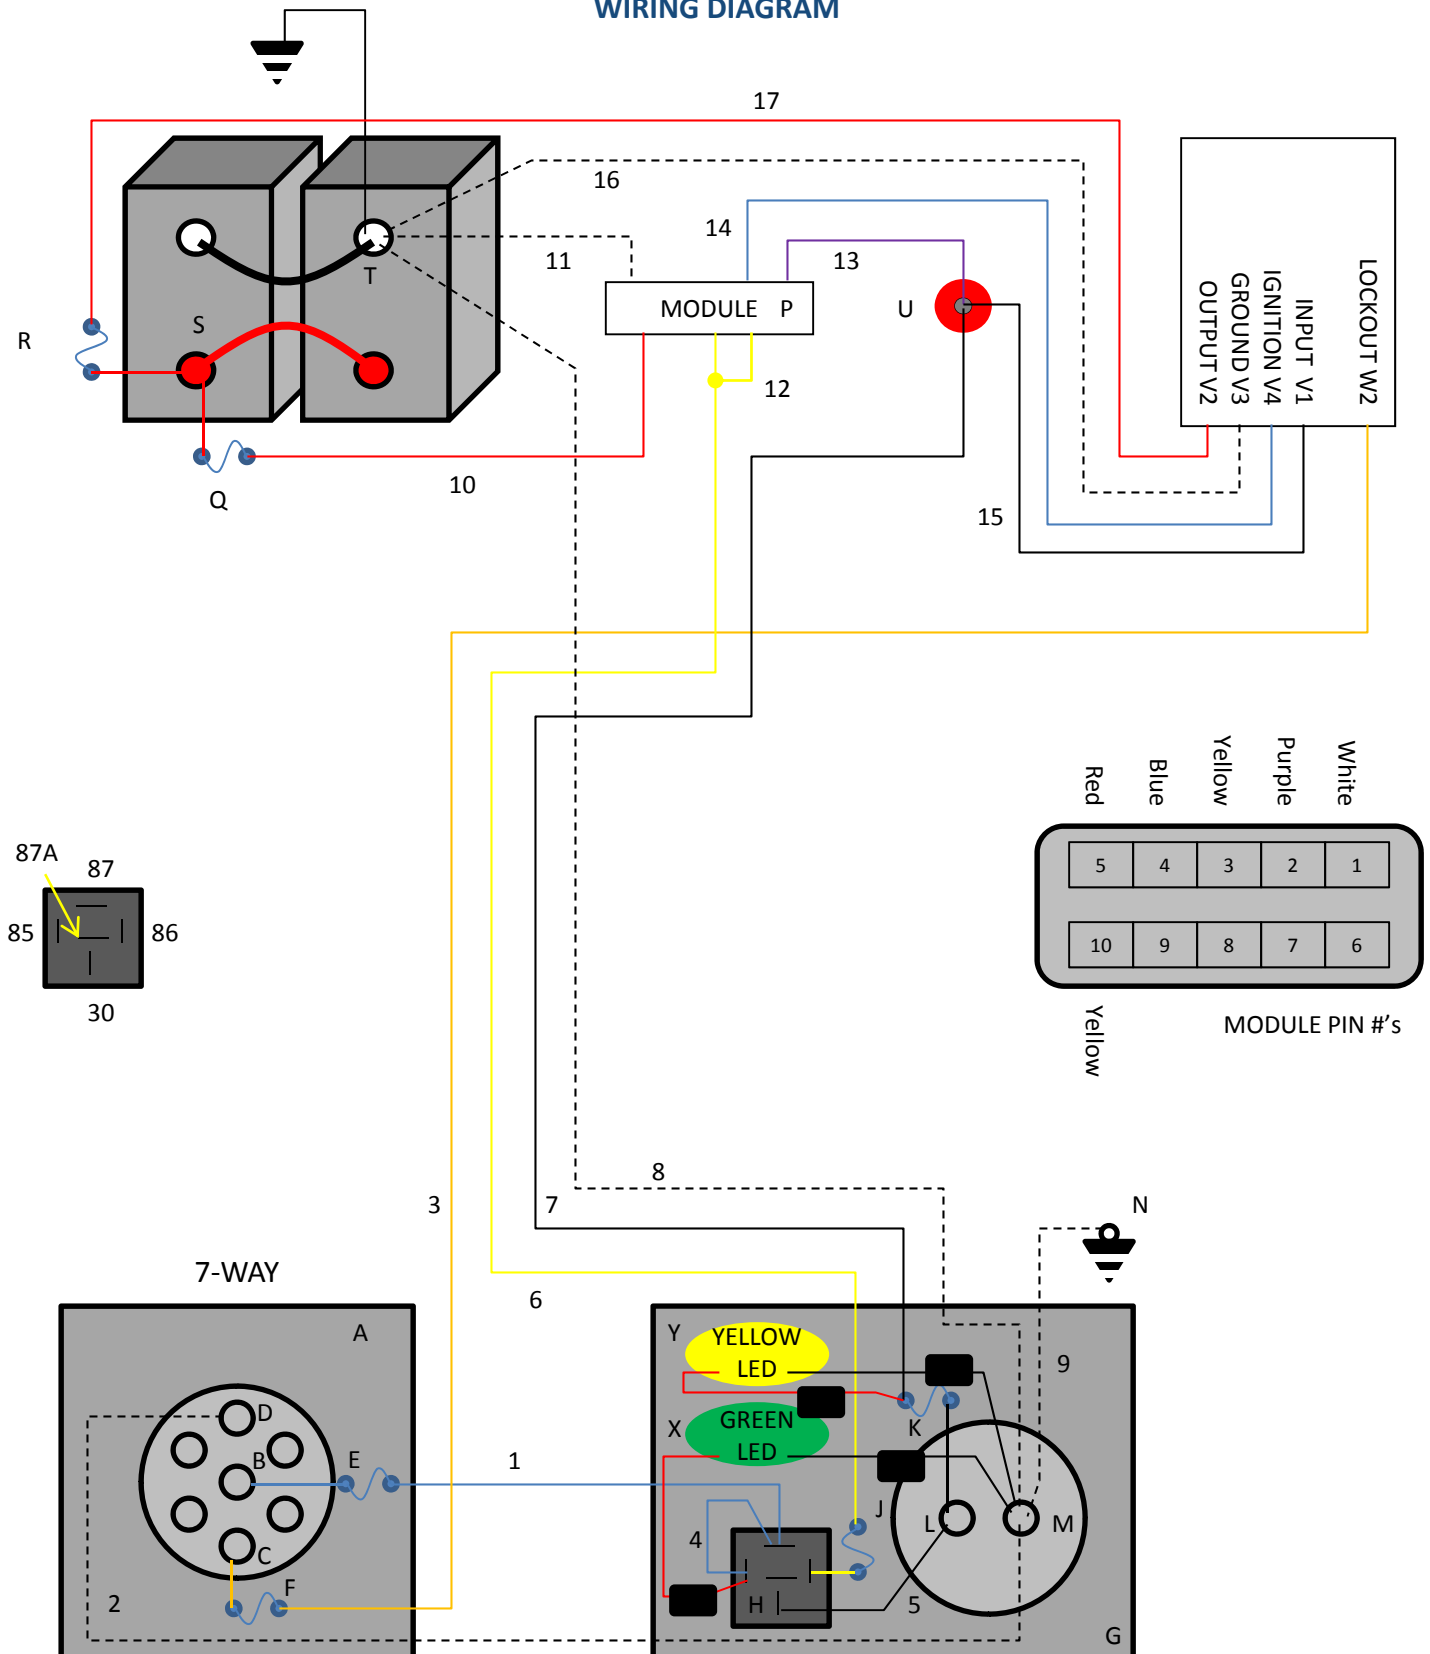 WIRING DIAGRAM
17
16
14
13
11
T
MODULE P
U
S
R
12
10
Q
15
OUTPUT V2
GROUND V3
IGNITION V4
INPUT V1
LOCKOUT W2
Red
Blue
Yellow
Purple
White
5 4 3 2 1
10 9 8 7 6
Yellow
MODULE PIN #'s
87A
87
85
86
30
8
3
7
N
7-WAY
6
A
D
B
E
C
F
2
1
Y
YELLOW
LED
9
X
GREEN
LED
K
J
L
M
4
H
5
G